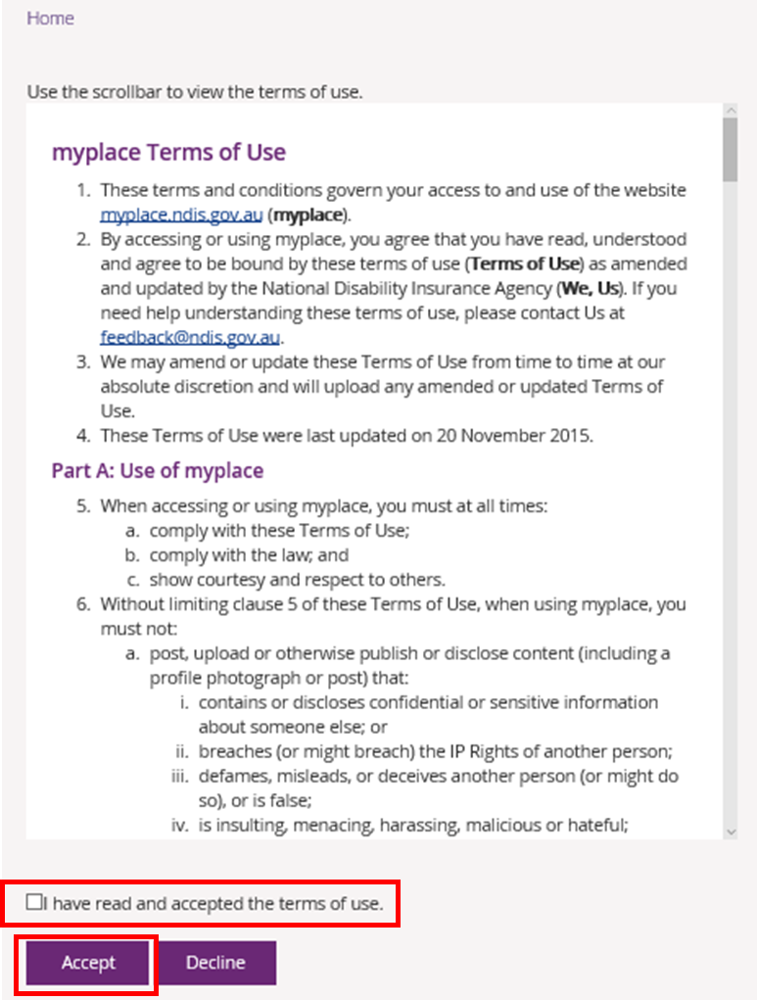 Home
Use the scrollbar to view the terms of use.
myplace Terms of Use
1. These terms and conditions govern your access to and use of the website
myplace.ndis.gov.au (myplace).
2. By accessing or using myplace, you agree that you have read, understood
and agree to be bound by these terms of use (Terms of Use) as amended
and updated by the National Disability Insurance Agency (We, Us). If you
need help understanding these terms of use, please contact Us at
feedback@ndis.gov.au.
3. We may amend or update these Terms of Use from time to time at our
absolute discretion and will upload any amended or updated Terms of
Use.
4. These Terms of Use were last updated on 20 November 2015.
Part A: Use of myplace
5. When accessing or using myplace, you must at all times:
a. comply with these Terms of Use;
b. comply with the law; and
c. show courtesy and respect to others.
6. Without limiting clause 5 of these Terms of Use, when using myplace, you
must not:
a. post, upload or otherwise publish or disclose content (including a
profile photograph or post) that:
i. contains or discloses confidential or sensitive information
about someone else; or
ii. breaches (or might breach) the IP Rights of another person;
iii. defames, misleads, or deceives another person (or might do
so), or is false;
iv. is insulting, menacing, harassing, malicious or hateful;
I have read and accepted the terms of use.
Accept Decline